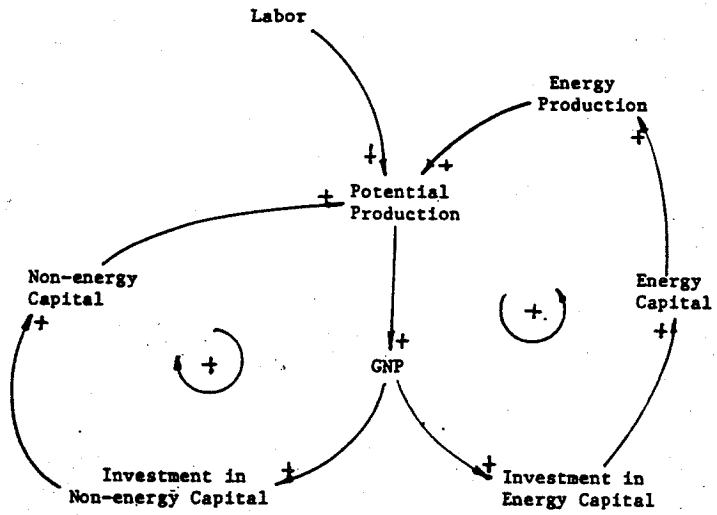 Labor
Energy
Production
+
+
+
+
Potential
Production
Non-energy
Capital
+
Energy
Capital
+
+
+
+
GNP
+
+
Investment in
Non-energy Capital
Investment in
Energy Capital